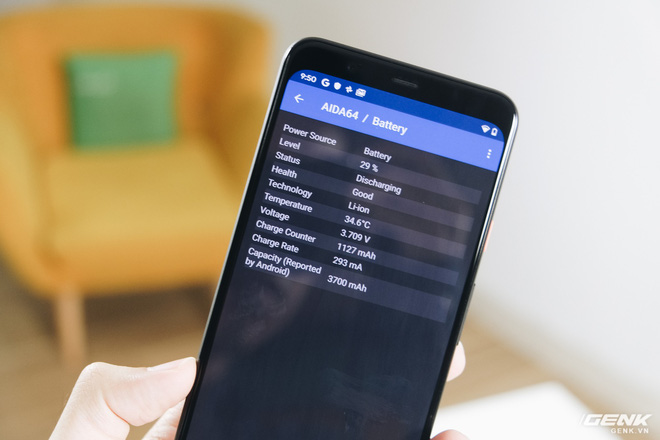 9:50
AIDA64 / Battery
Power Source Battery
Level 29 %
Status Discharging
Health Good
Technology Li-ion
Temperature 34.6°C
Voltage 3.709 V
Charge Counter 1127 mAh
Charge Rate 293 mA
Capacity (Reported
by Android) 3700 mAh
GENK
GENK.VN